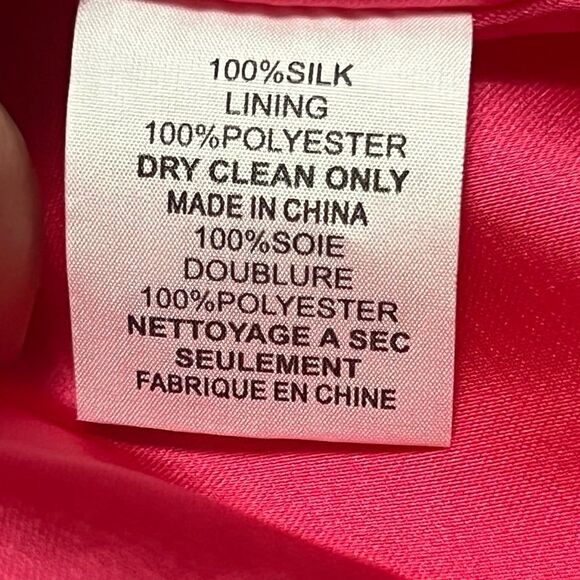 100%SILK
LINING
100%POLYESTER
DRY CLEAN ONLY
MADE IN CHINA
100%SOIE
DOUBLURE
100%POLYESTER
NETTOYAGE A SEC
SEULEMENT
FABRIQUE EN CHINE